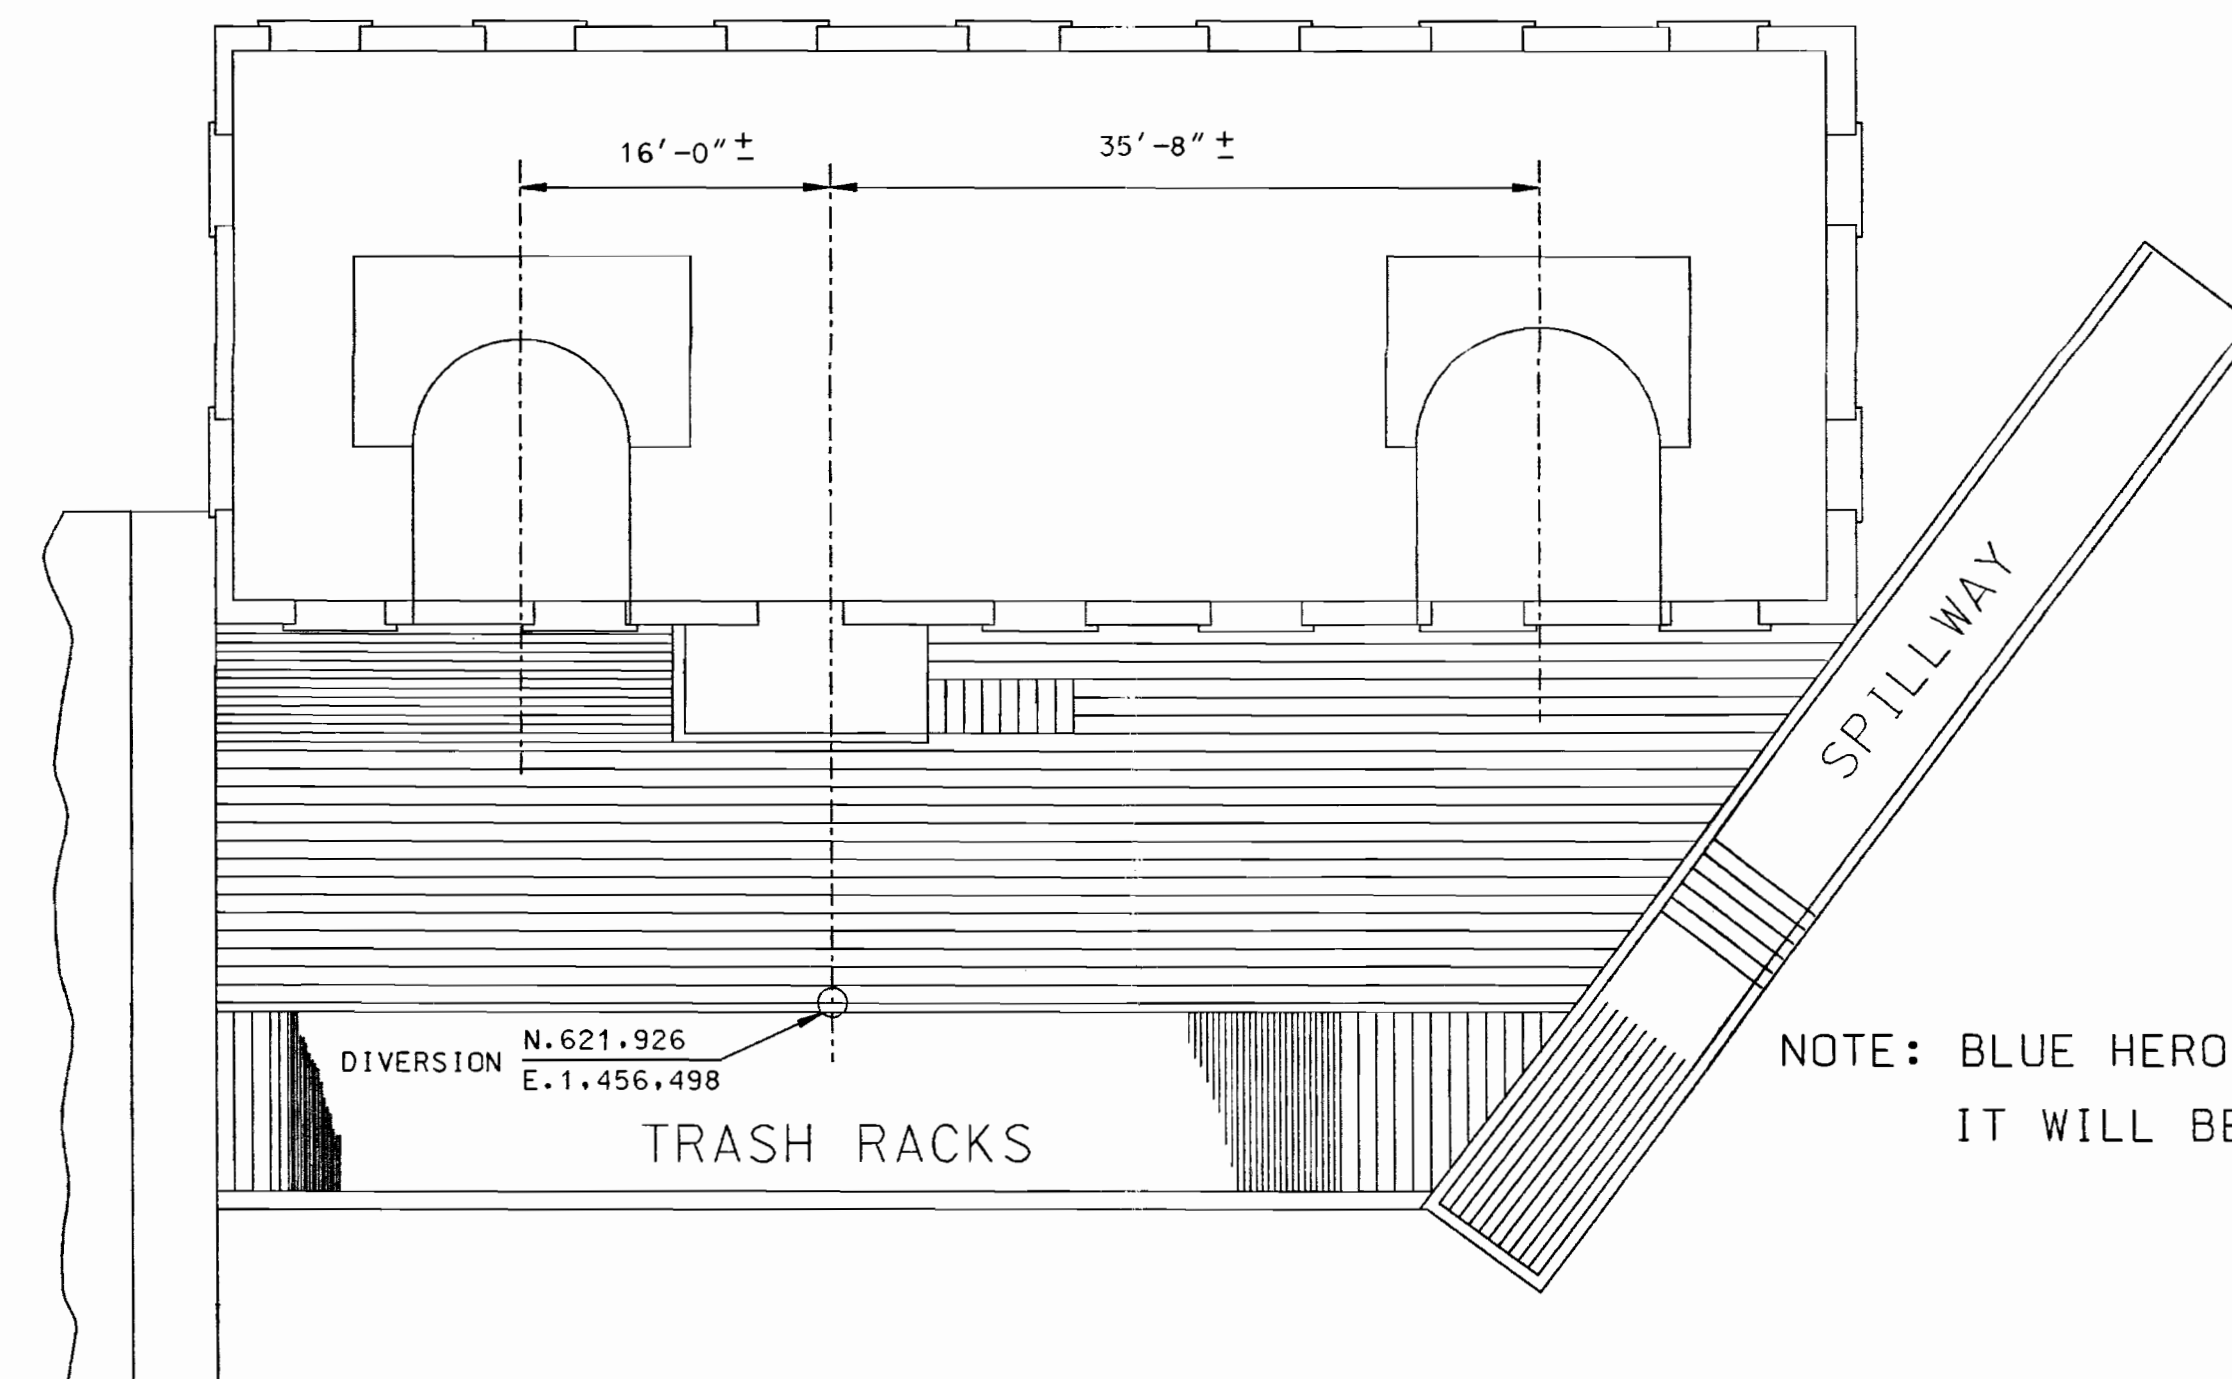 16'-0" ±
35'-8" ±
SPILLWAY
DIVERSION N.621,926
E.1,456,498
TRASH RACKS
NOTE: BLUE HERO
IT WILL BE